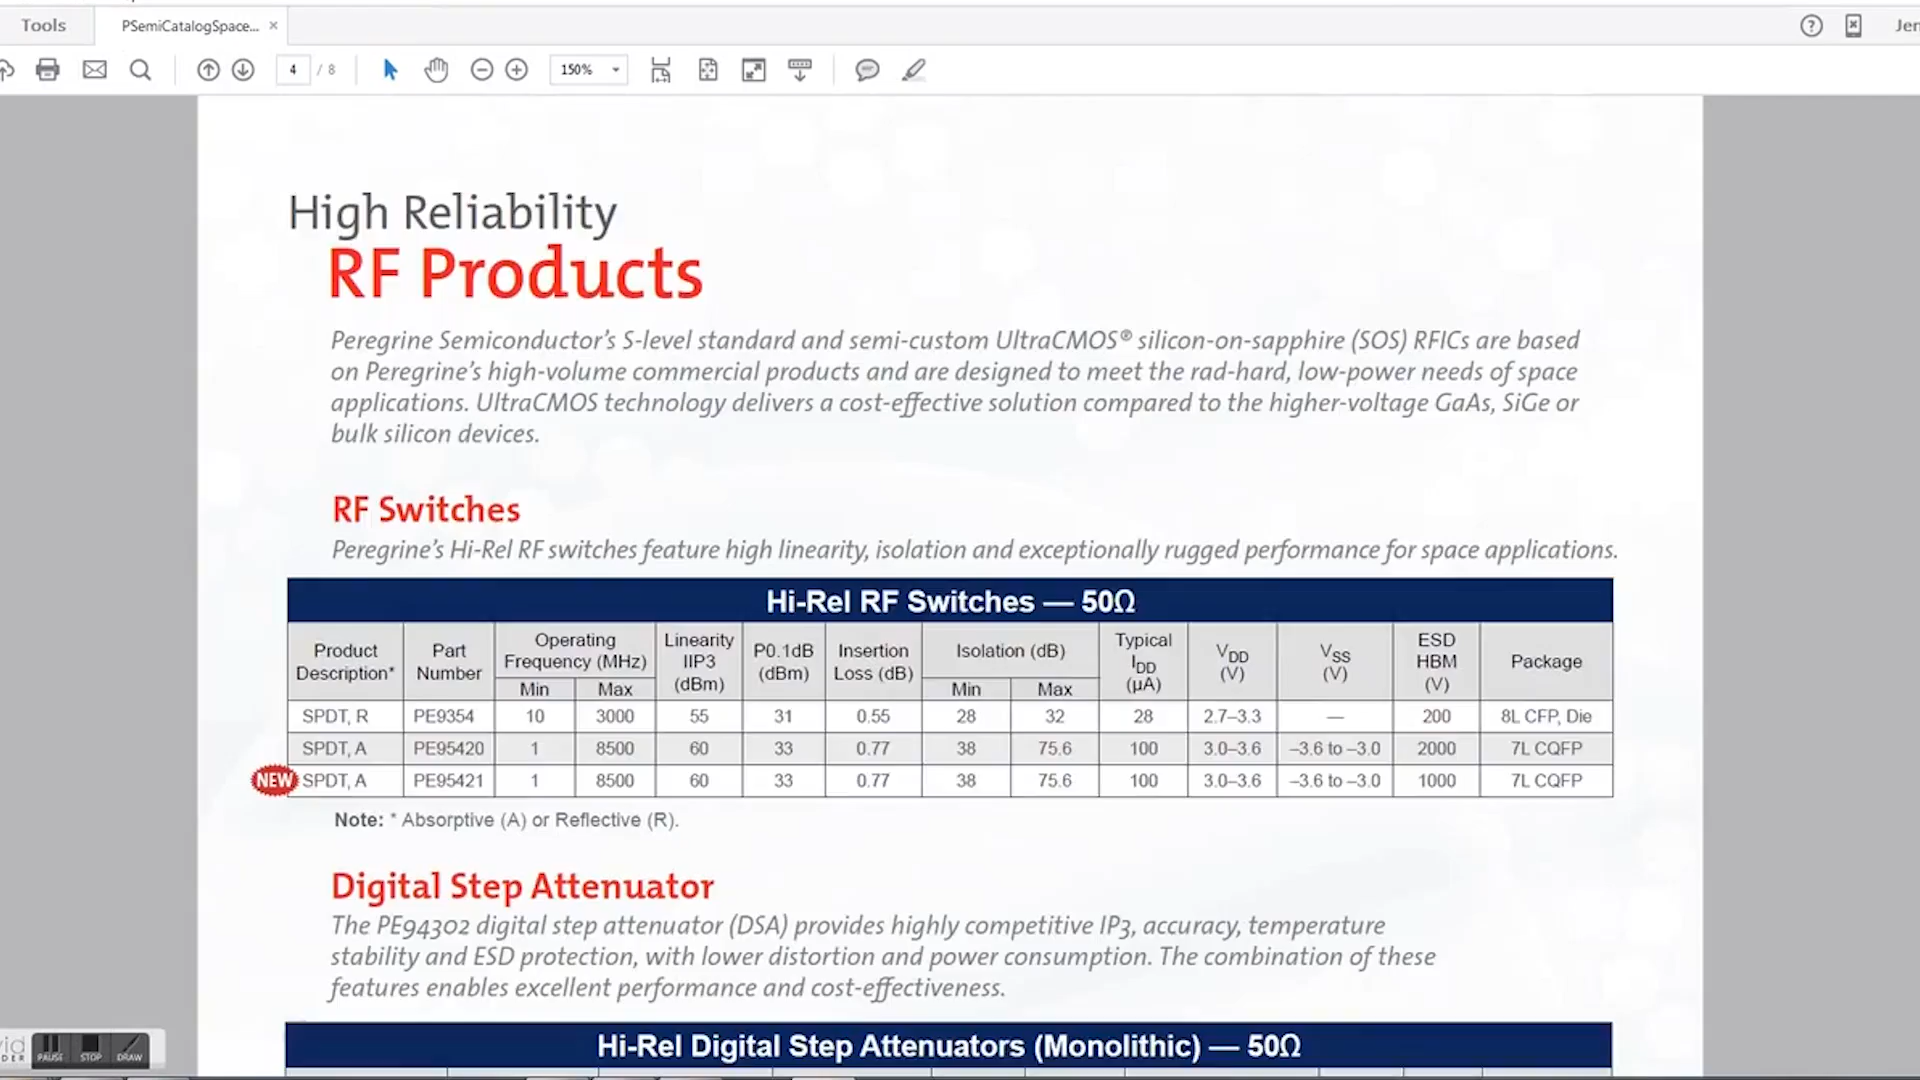 Tools
PSemiCatalogSpace... ×
4 / 8
150%
High Reliability
RF Products
Peregrine Semiconductor’s S-level standard and semi-custom UltraCMOS® silicon-on-sapphire (SOS) RFICs are based
on Peregrine’s high-volume commercial products and are designed to meet the rad-hard, low-power needs of space
applications. UltraCMOS technology delivers a cost-effective solution compared to the higher-voltage GaAs, SiGe or
bulk silicon devices.
RF Switches
Peregrine’s Hi-Rel RF switches feature high linearity, isolation and exceptionally rugged performance for space applications.
Hi-Rel RF Switches — 50Ω
Product Description* Part Number Operating Frequency (MHz) Linearity IIP3 (dBm) P0.1dB (dBm) Insertion Loss (dB) Isolation (dB) Typical IDD (µA) VDD (V) VSS (V) ESD HBM (V) Package
Min Max Min Max
SPDT, R PE9354 10 3000 55 31 0.55 28 32 28 2.7–3.3 — 200 8L CFP, Die
SPDT, A PE95420 1 8500 60 33 0.77 38 75.6 100 3.0–3.6 –3.6 to –3.0 2000 7L CQFP
NEW SPDT, A PE95421 1 8500 60 33 0.77 38 75.6 100 3.0–3.6 –3.6 to –3.0 1000 7L CQFP
Note: * Absorptive (A) or Reflective (R).
Digital Step Attenuator
The PE94302 digital step attenuator (DSA) provides highly competitive IP3, accuracy, temperature
stability and ESD protection, with lower distortion and power consumption. The combination of these
features enables excellent performance and cost-effectiveness.
Hi-Rel Digital Step Attenuators (Monolithic) — 50Ω
PAUSE STOP DRAW